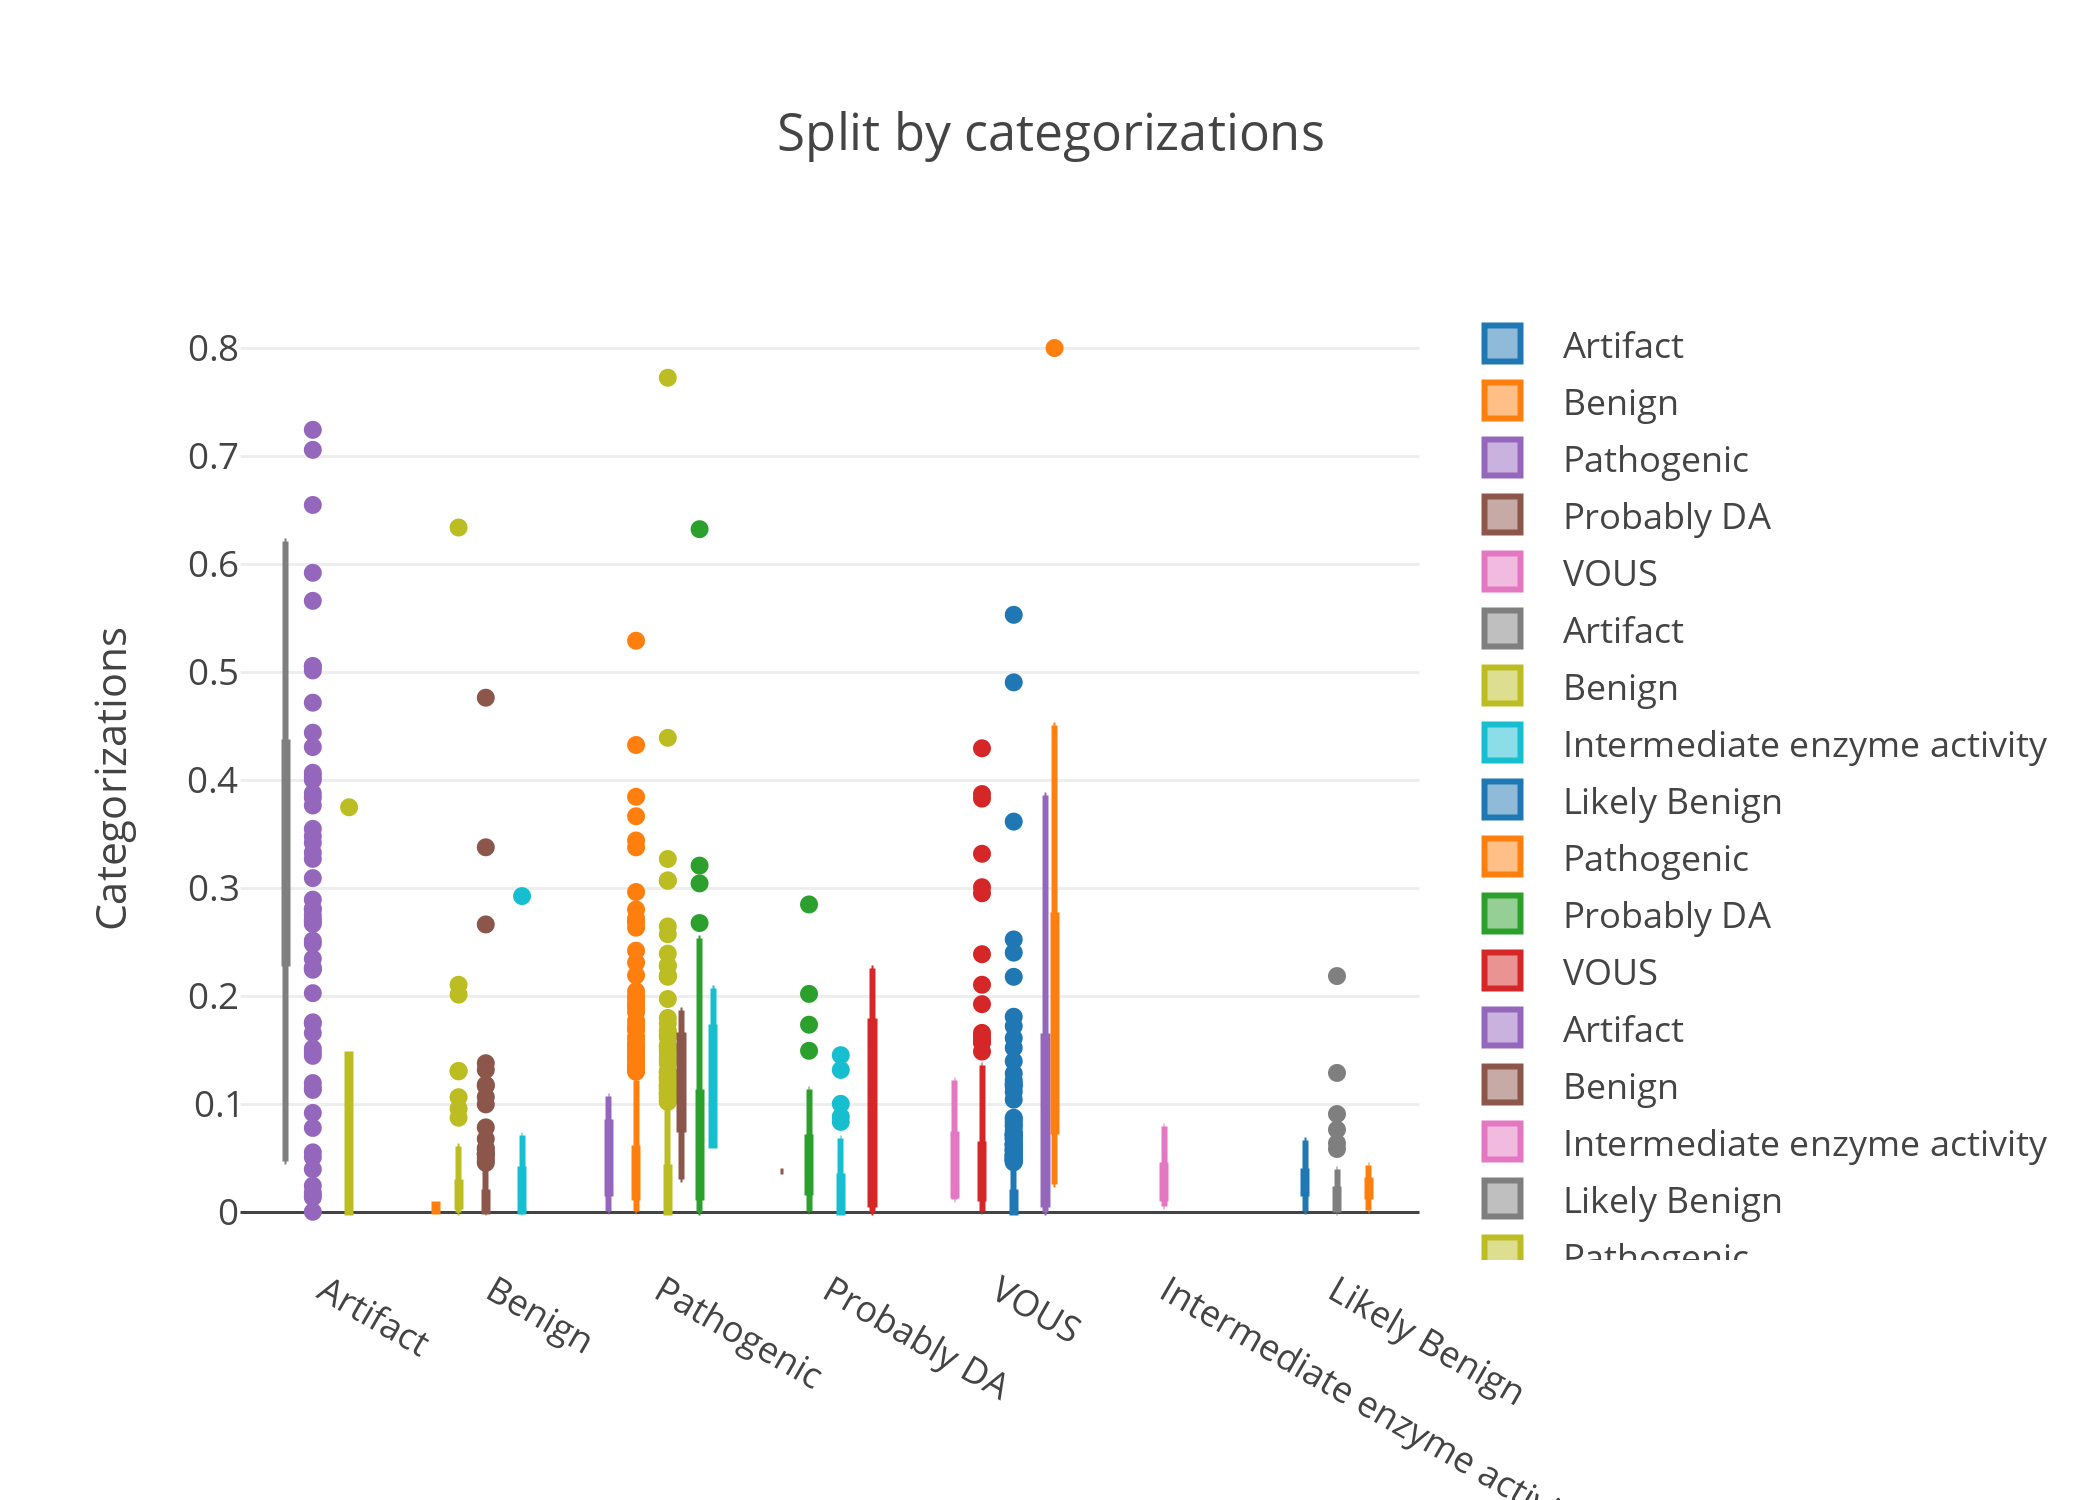 Split by categorizations
Categorizations
0.8
0.7
0.6
0.5
0.4
0.3
0.2
0.1
0
Artifact
Benign
Pathogenic
Probably DA
VOUS
Intermediate enzyme activi
Likely Benign
Artifact
Benign
Pathogenic
Probably DA
VOUS
Artifact
Benign
Intermediate enzyme activity
Likely Benign
Pathogenic
Probably DA
VOUS
Artifact
Benign
Intermediate enzyme activity
Likely Benign
Pathogenic